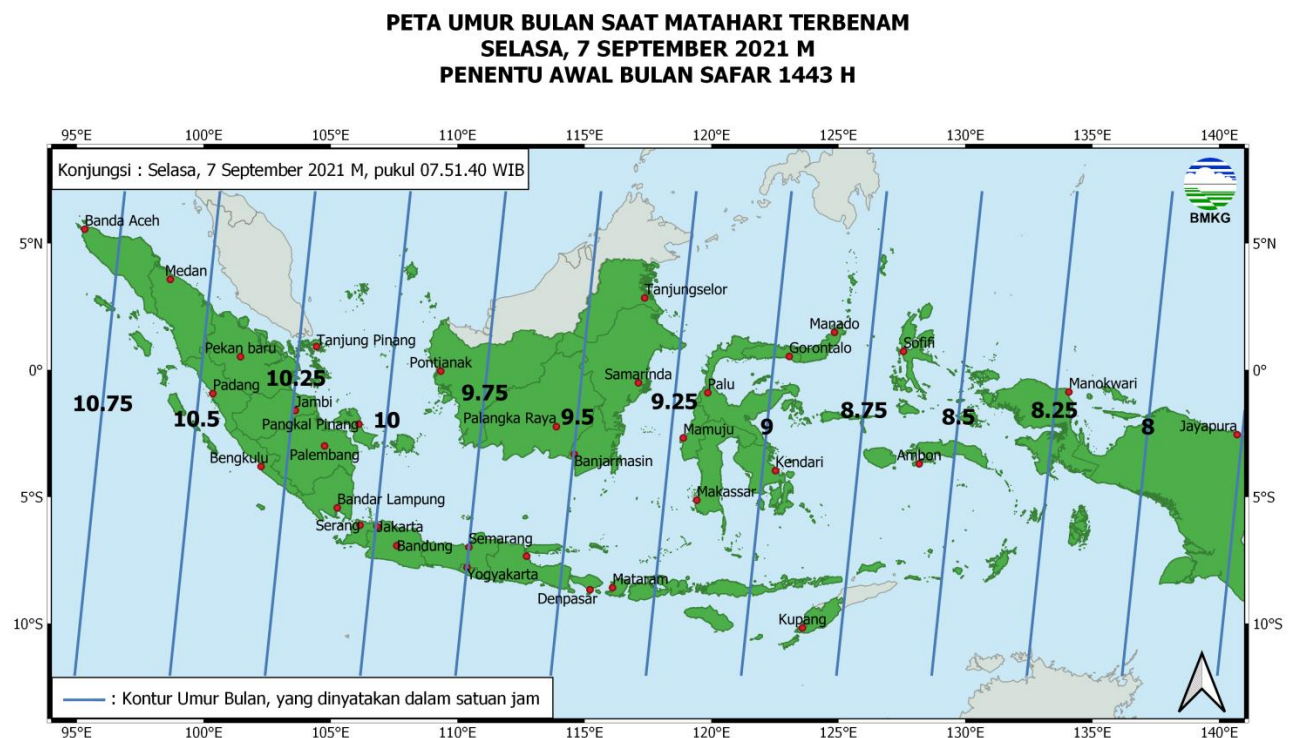 PETA UMUR BULAN SAAT MATAHARI TERBENAM
SELASA, 7 SEPTEMBER 2021 M
PENENTU AWAL BULAN SAFAR 1443 H
95°E 100°E 105°E 110°E 115°E 120°E 125°E 130°E 135°E 140°E
Konjungsi : Selasa, 7 September 2021 M, pukul 07.51.40 WIB
BMKG
Banda Aceh
5°N 5°N
Medan
Tanjungselor
Manado
Tanjung Pinang
Sofifi
Pekan baru
Gorontalo
Pontianak
0° 0°
10.25
Samarinda
Padang
Palu
Manokwari
9.75
10.75
Jambi
9.25
8.75
8.25
10.5
10
Pangkal Pinang
Palangka Raya
9.5
8.5
Mamuju
9
8
Jayapura
Palembang
Bengkulu
Banjarmasin
Kendari
Ambon
Makassar
5°S 5°S
Bandar Lampung
Serang
Jakarta
Semarang
Bandung
Yogyakarta
Mataram
Denpasar
Kupang
10°S 10°S
: Kontur Umur Bulan, yang dinyatakan dalam satuan jam
95°E 100°E 105°E 110°E 115°E 120°E 125°E 130°E 135°E 140°E